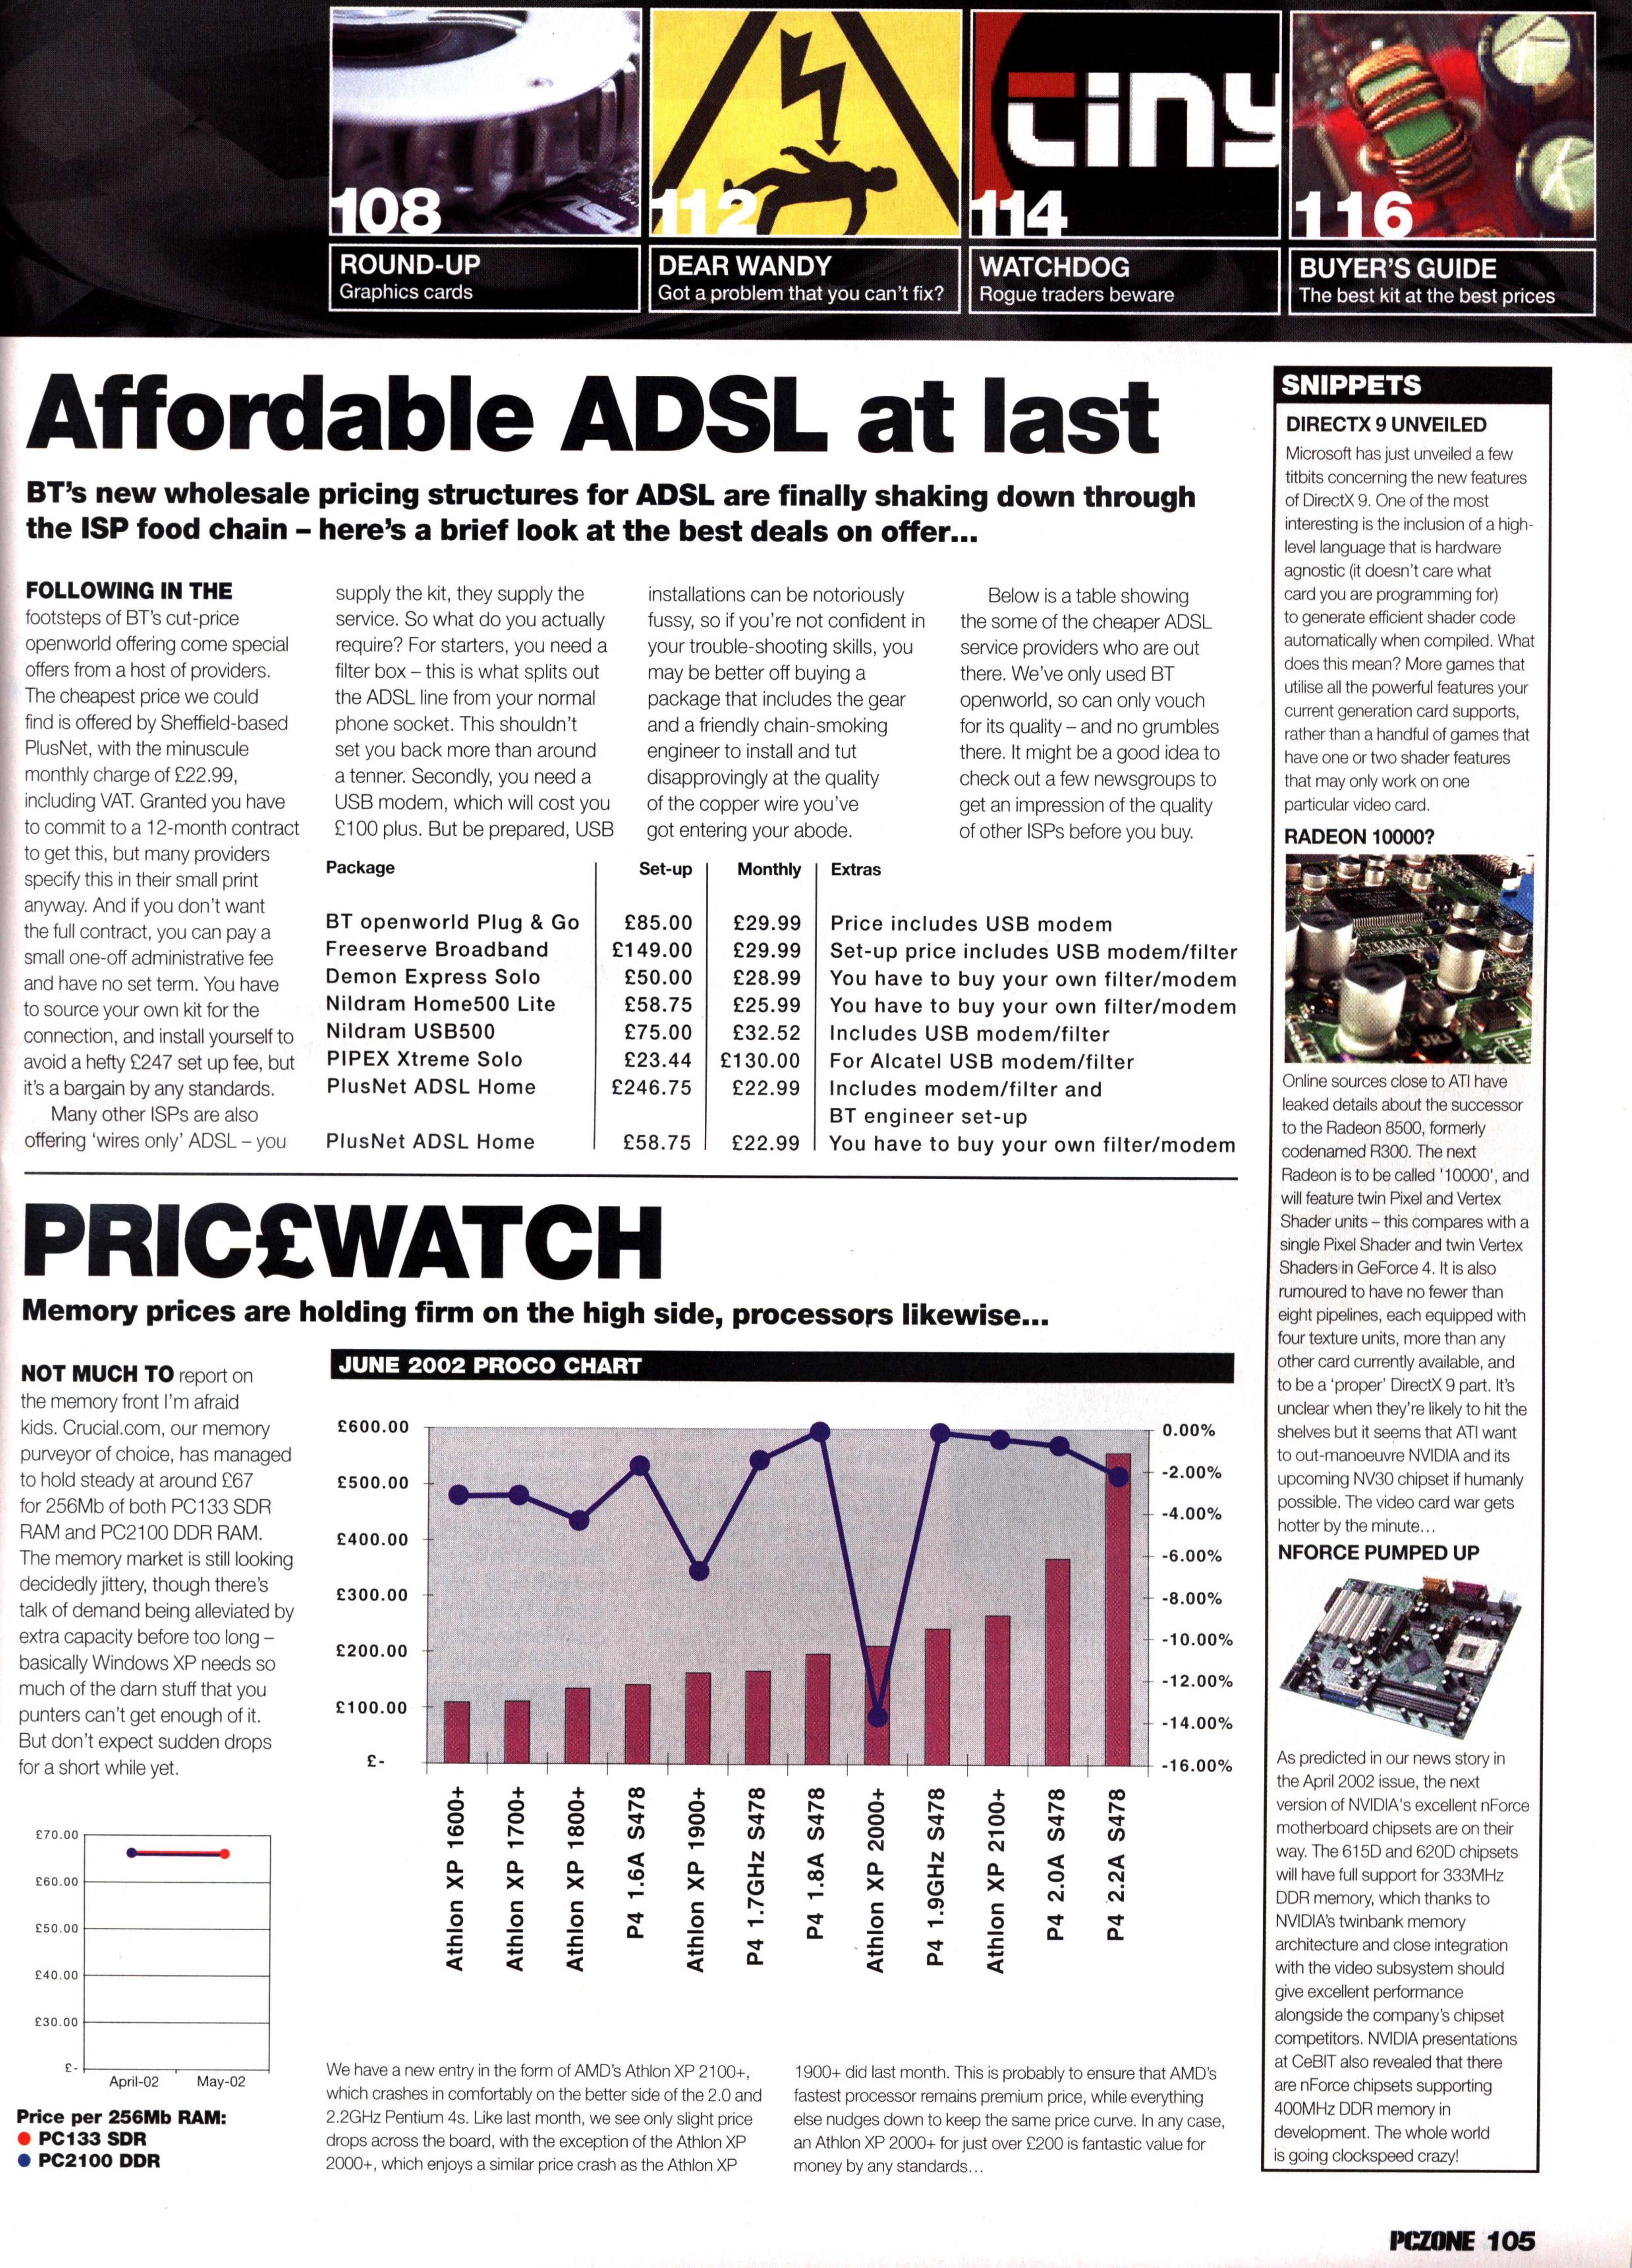 tiny
108
112
114
116
ROUND-UP
Graphics cards
DEAR WANDY
Got a problem that you can't fix?
WATCHDOG
Rogue traders beware
BUYER'S GUIDE
The best kit at the best prices
Affordable ADSL at last
BT's new wholesale pricing structures for ADSL are finally shaking down through
the ISP food chain – here's a brief look at the best deals on offer...
FOLLOWING IN THE
footsteps of BT's cut-price
openworld offering come special
offers from a host of providers.
The cheapest price we could
find is offered by Sheffield-based
PlusNet, with the minuscule
monthly charge of £22.99,
including VAT. Granted you have
to commit to a 12-month contract
to get this, but many providers
specify this in their small print
anyway. And if you don't want
the full contract, you can pay a
small one-off administrative fee
and have no set term. You have
to source your own kit for the
connection, and install yourself to
avoid a hefty £247 set up fee, but
it's a bargain by any standards.
Many other ISPs are also
offering 'wires only' ADSL – you
supply the kit, they supply the
service. So what do you actually
require? For starters, you need a
filter box – this is what splits out
the ADSL line from your normal
phone socket. This shouldn't
set you back more than around
a tenner. Secondly, you need a
USB modem, which will cost you
£100 plus. But be prepared, USB
installations can be notoriously
fussy, so if you're not confident in
your trouble-shooting skills, you
may be better off buying a
package that includes the gear
and a friendly chain-smoking
engineer to install and tut
disapprovingly at the quality
of the copper wire you've
got entering your abode.
Below is a table showing
the some of the cheaper ADSL
service providers who are out
there. We've only used BT
openworld, so can only vouch
for its quality – and no grumbles
there. It might be a good idea to
check out a few newsgroups to
get an impression of the quality
of other ISPs before you buy.
Package Set-up Monthly Extras
BT openworld Plug & Go £85.00 £29.99 Price includes USB modem
Freeserve Broadband £149.00 £29.99 Set-up price includes USB modem/filter
Demon Express Solo £50.00 £28.99 You have to buy your own filter/modem
Nildram Home500 Lite £58.75 £25.99 You have to buy your own filter/modem
Nildram USB500 £75.00 £32.52 Includes USB modem/filter
PIPEX Xtreme Solo £23.44 £130.00 For Alcatel USB modem/filter
PlusNet ADSL Home £246.75 £22.99 Includes modem/filter and
BT engineer set-up
PlusNet ADSL Home £58.75 £22.99 You have to buy your own filter/modem
PRIC£WATCH
Memory prices are holding firm on the high side, processors likewise...
NOT MUCH TO report on
the memory front I'm afraid
kids. Crucial.com, our memory
purveyor of choice, has managed
to hold steady at around £67
for 256Mb of both PC133 SDR
RAM and PC2100 DDR RAM.
The memory market is still looking
decidedly jittery, though there's
talk of demand being alleviated by
extra capacity before too long –
basically Windows XP needs so
much of the darn stuff that you
punters can't get enough of it.
But don't expect sudden drops
for a short while yet.
£70.00
£60.00
£50.00
£40.00
£30.00
£-
April-02 May-02
Price per 256Mb RAM:
PC133 SDR
PC2100 DDR
JUNE 2002 PROCO CHART
£600.00
£500.00
£400.00
£300.00
£200.00
£100.00
£-
0.00%
-2.00%
-4.00%
-6.00%
-8.00%
-10.00%
-12.00%
-14.00%
-16.00%
Athlon XP 1600+
Athlon XP 1700+
Athlon XP 1800+
P4 1.6A S478
Athlon XP 1900+
P4 1.7GHz S478
P4 1.8A S478
Athlon XP 2000+
P4 1.9GHz S478
Athlon XP 2100+
P4 2.0A S478
P4 2.2A S478
We have a new entry in the form of AMD's Athlon XP 2100+,
which crashes in comfortably on the better side of the 2.0 and
2.2GHz Pentium 4s. Like last month, we see only slight price
drops across the board, with the exception of the Athlon XP
2000+, which enjoys a similar price crash as the Athlon XP
1900+ did last month. This is probably to ensure that AMD's
fastest processor remains premium price, while everything
else nudges down to keep the same price curve. In any case,
an Athlon XP 2000+ for just over £200 is fantastic value for
money by any standards...
SNIPPETS
DIRECTX 9 UNVEILED
Microsoft has just unveiled a few
titbits concerning the new features
of DirectX 9. One of the most
interesting is the inclusion of a high-
level language that is hardware
agnostic (it doesn't care what
card you are programming for)
to generate efficient shader code
automatically when compiled. What
does this mean? More games that
utilise all the powerful features your
current generation card supports,
rather than a handful of games that
have one or two shader features
that may only work on one
particular video card.
RADEON 10000?
Online sources close to ATI have
leaked details about the successor
to the Radeon 8500, formerly
codenamed R300. The next
Radeon is to be called '10000', and
will feature twin Pixel and Vertex
Shader units – this compares with a
single Pixel Shader and twin Vertex
Shaders in GeForce 4. It is also
rumoured to have no fewer than
eight pipelines, each equipped with
four texture units, more than any
other card currently available, and
to be a 'proper' DirectX 9 part. It's
unclear when they're likely to hit the
shelves but it seems that ATI want
to out-manoeuvre NVIDIA and its
upcoming NV30 chipset if humanly
possible. The video card war gets
hotter by the minute...
NFORCE PUMPED UP
As predicted in our news story in
the April 2002 issue, the next
version of NVIDIA's excellent nForce
motherboard chipsets are on their
way. The 615D and 620D chipsets
will have full support for 333MHz
DDR memory, which thanks to
NVIDIA's twinbank memory
architecture and close integration
with the video subsystem should
give excellent performance
alongside the company's chipset
competitors. NVIDIA presentations
at CeBIT also revealed that there
are nForce chipsets supporting
400MHz DDR memory in
development. The whole world
is going clockspeed crazy!
PCZONE 105